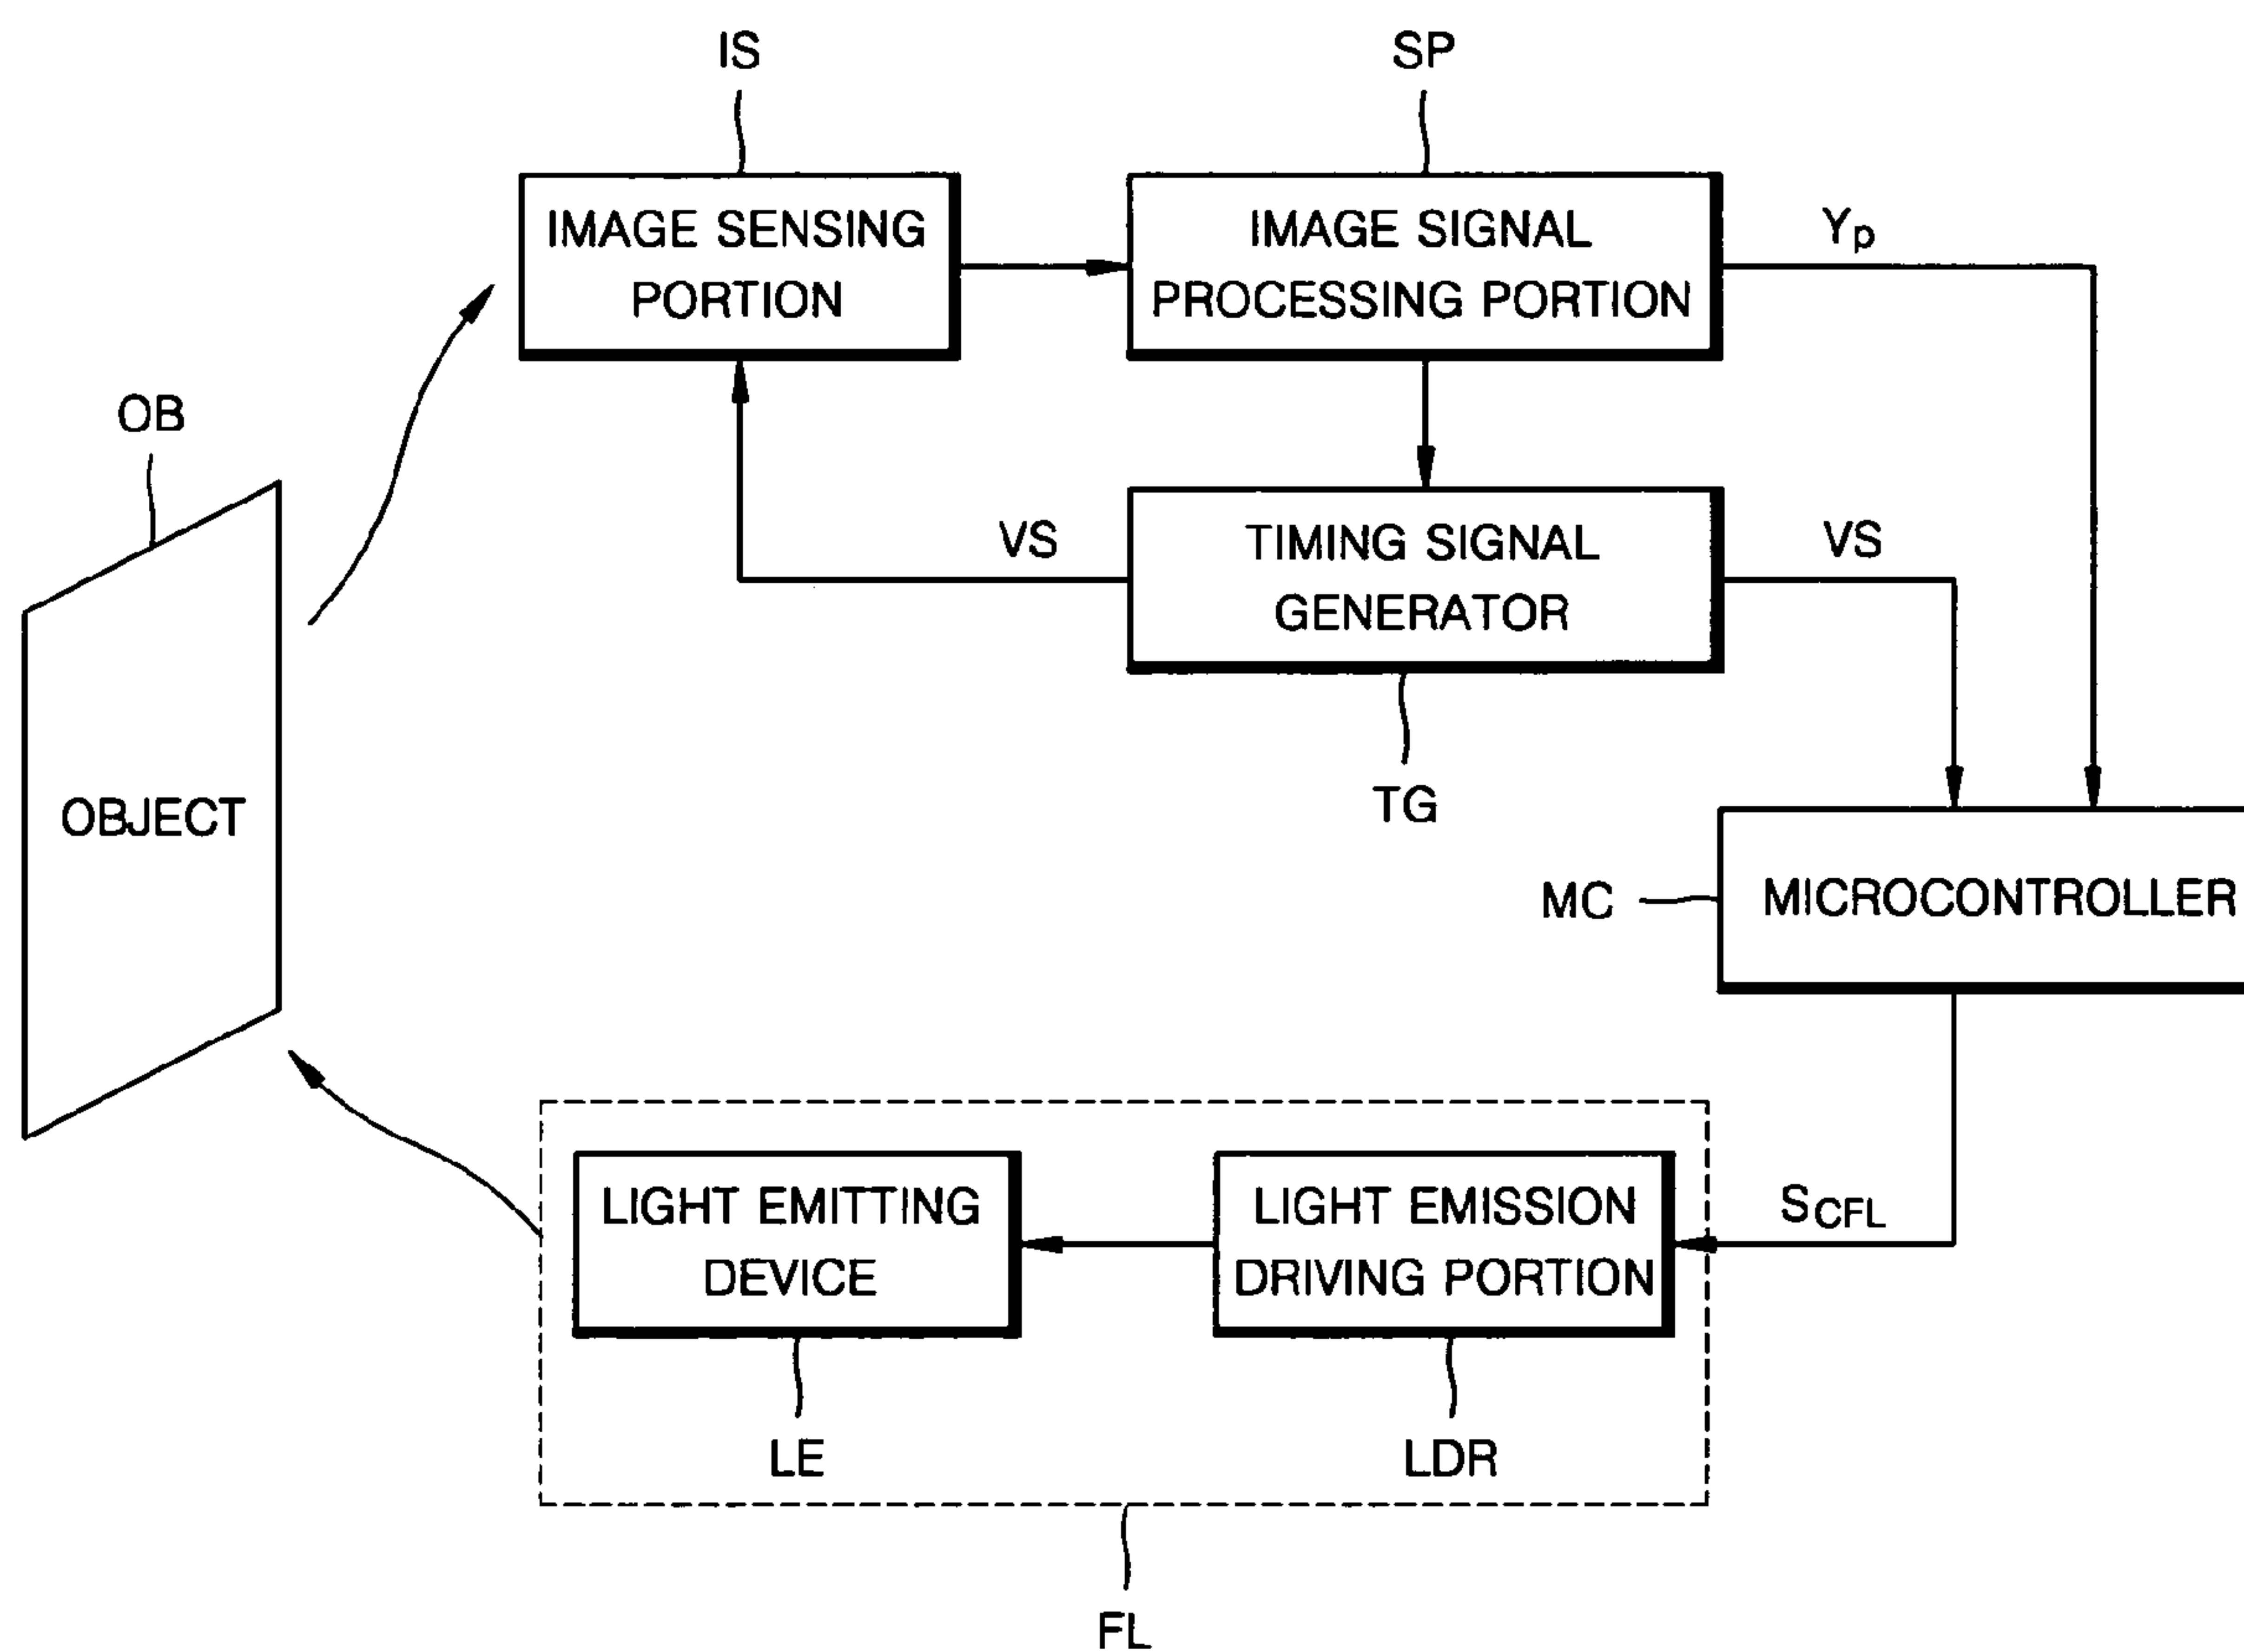 IS
SP
IMAGE SENSING
PORTION
IMAGE SIGNAL
PROCESSING PORTION
Yp
OB
VS
TIMING SIGNAL
GENERATOR
VS
OBJECT
TG
MC
MICROCONTROLLER
LIGHT EMITTING
DEVICE
LIGHT EMISSION
DRIVING PORTION
SCFL
LE
LDR
FL